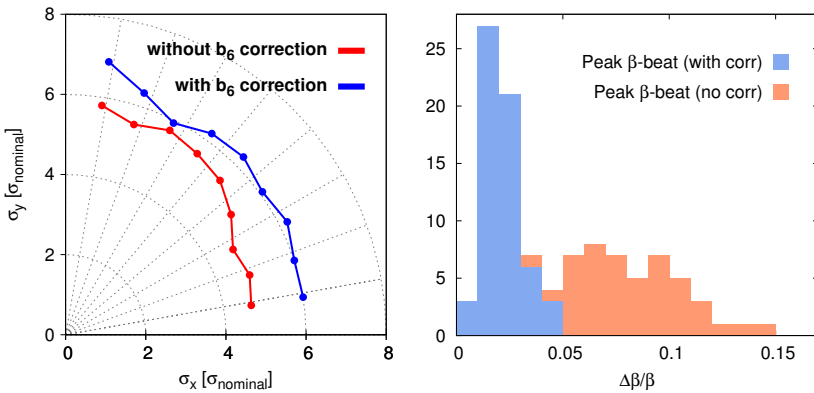 8
6
4
2
0
0
2
4
6
8
σy [σnominal]
σx [σnominal]
without b6 correction
with b6 correction
25
20
15
10
5
0
0
0.05
0.1
0.15
Δβ/β
Peak β-beat (with corr)
Peak β-beat (no corr)